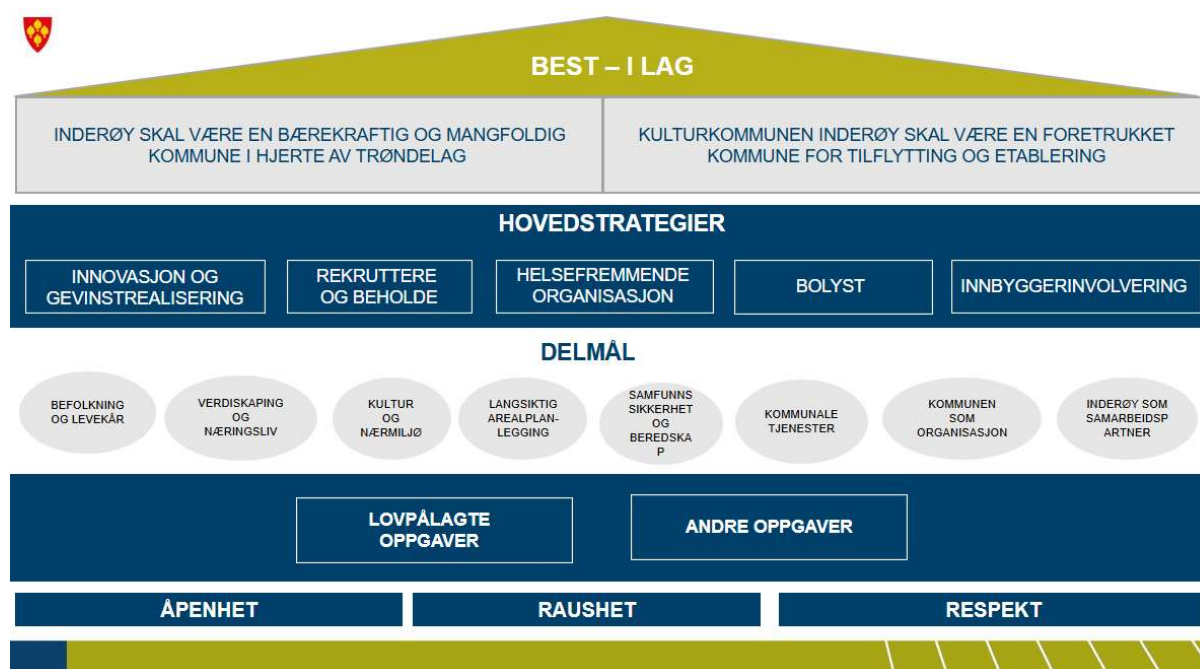 BEST – I LAG
INDERØY SKAL VÆRE EN BÆREKRAFTIG OG MANGFOLDIG
KOMMUNE I HJERTE AV TRØNDELAG
KULTURKOMMUNEN INDERØY SKAL VÆRE EN FORETRUKKET
KOMMUNE FOR TILFLYTTING OG ETABLERING
HOVEDSTRATEGIER
INNOVASJON OG
GEVINSTREALISERING
REKRUTTERE
OG BEHOLDE
HELSEFREMMENDE
ORGANISASJON
BOLYST
INNBYGGERINVOLVERING
DELMÅL
BEFOLKNING
OG LEVEKÅR
VERDISKAPING
OG
NÆRINGSLIV
KULTUR
OG
NÆRMILJØ
LANGSIKTIG
AREALPLAN-
LEGGING
SAMFUNNS
SIKKERHET
OG
BEREDSKA
P
KOMMUNALE
TJENESTER
KOMMUNEN
SOM
ORGANISASJON
INDERØY SOM
SAMARBEIDSP
ARTNER
LOVPÅLAGTE
OPPGAVER
ANDRE OPPGAVER
ÅPENHET
RAUSHET
RESPEKT